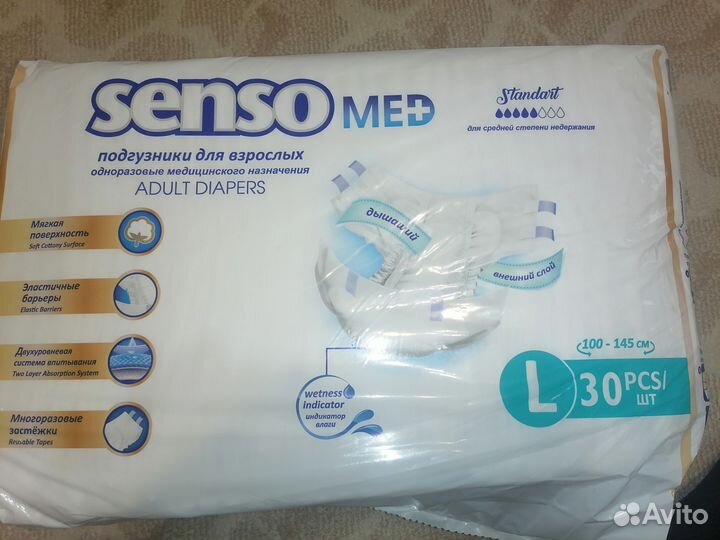 senso MED
Standart
для средней степени недержания
подгузники для взрослых
одноразовые медицинского назначения
ADULT DIAPERS
Мягкая
поверхность
Soft Cottony Surface
Эластичные
барьеры
Elastic Barriers
Двухуровневая
система впитывания
Two Layer Absorption System
Многоразовые
застёжки
Reusable Tapes
дышащий
внешний слой
wetness
indicator
индикатор
влаги
100 - 145 см
L 30 PCS/
шт
Avito